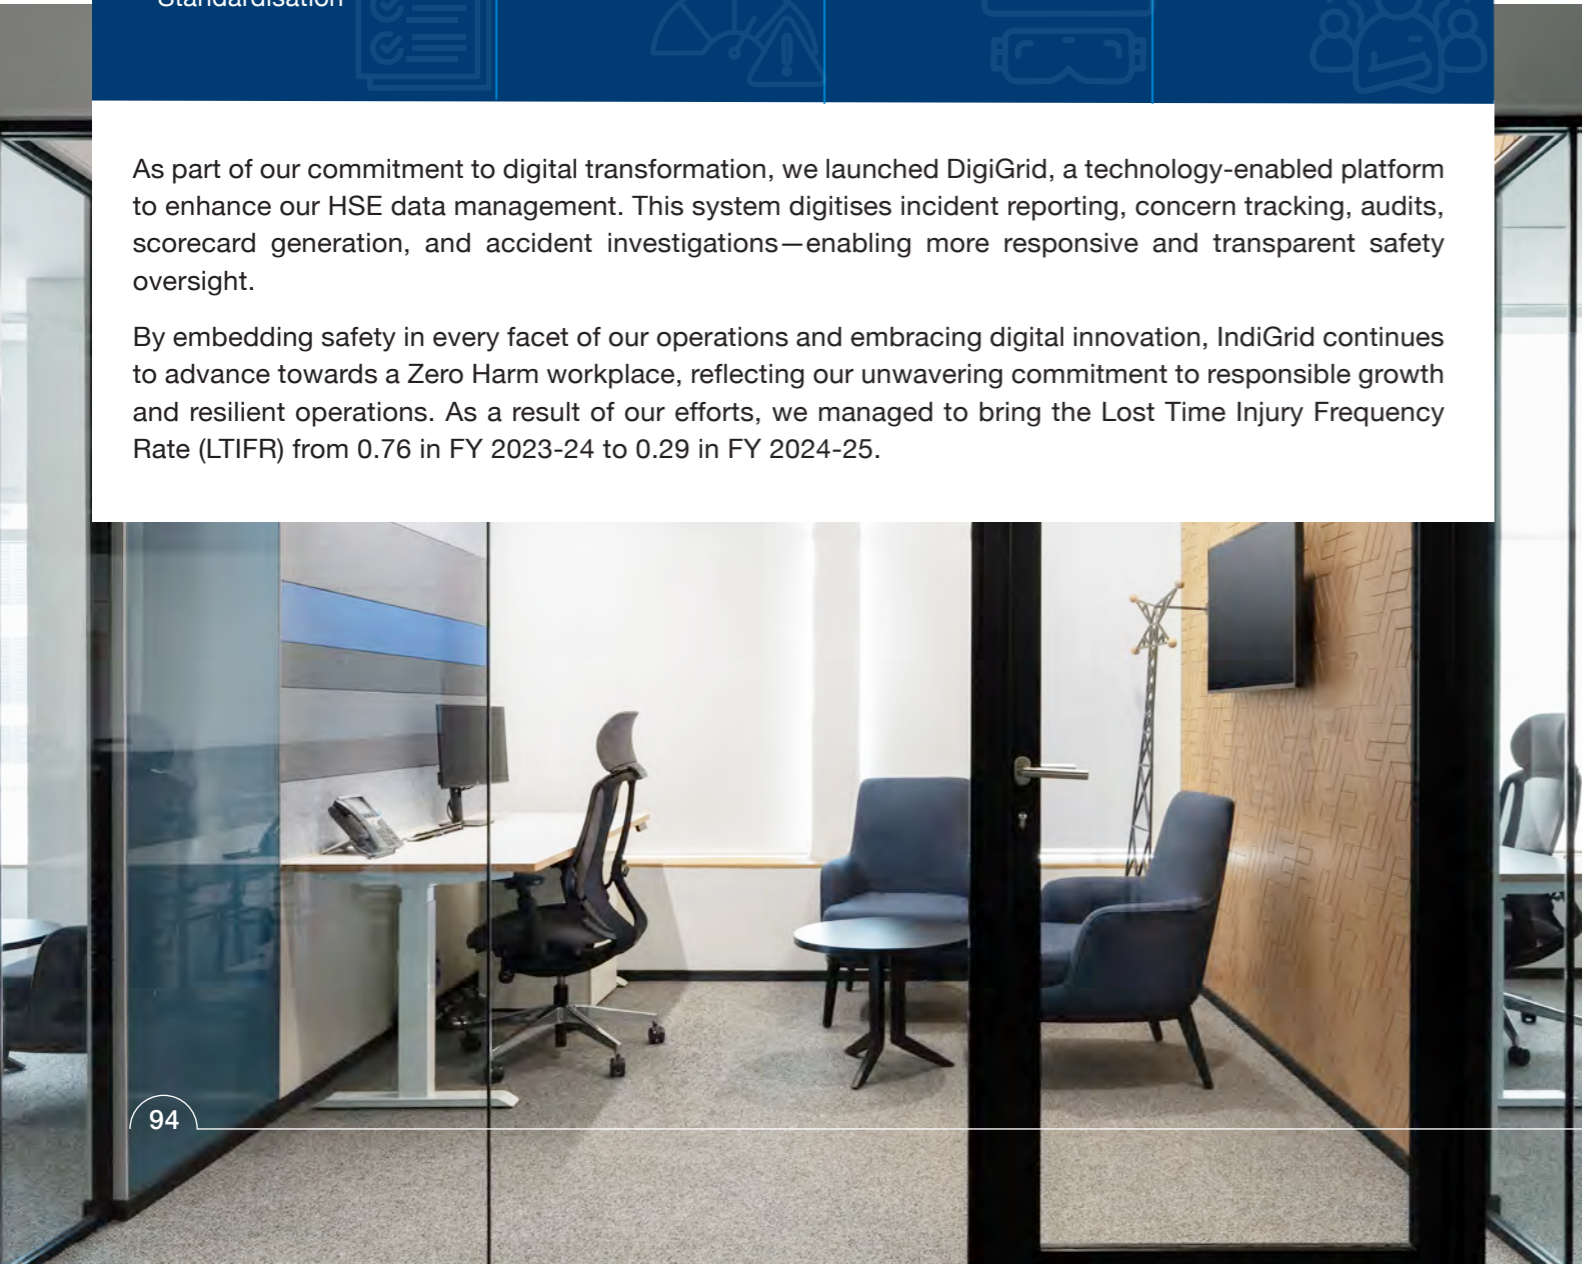 Standardisation
As part of our commitment to digital transformation, we launched DigiGrid, a technology-enabled platform
to enhance our HSE data management. This system digitises incident reporting, concern tracking, audits,
scorecard generation, and accident investigations—enabling more responsive and transparent safety
oversight.
By embedding safety in every facet of our operations and embracing digital innovation, IndiGrid continues
to advance towards a Zero Harm workplace, reflecting our unwavering commitment to responsible growth
and resilient operations. As a result of our efforts, we managed to bring the Lost Time Injury Frequency
Rate (LTIFR) from 0.76 in FY 2023-24 to 0.29 in FY 2024-25.
94